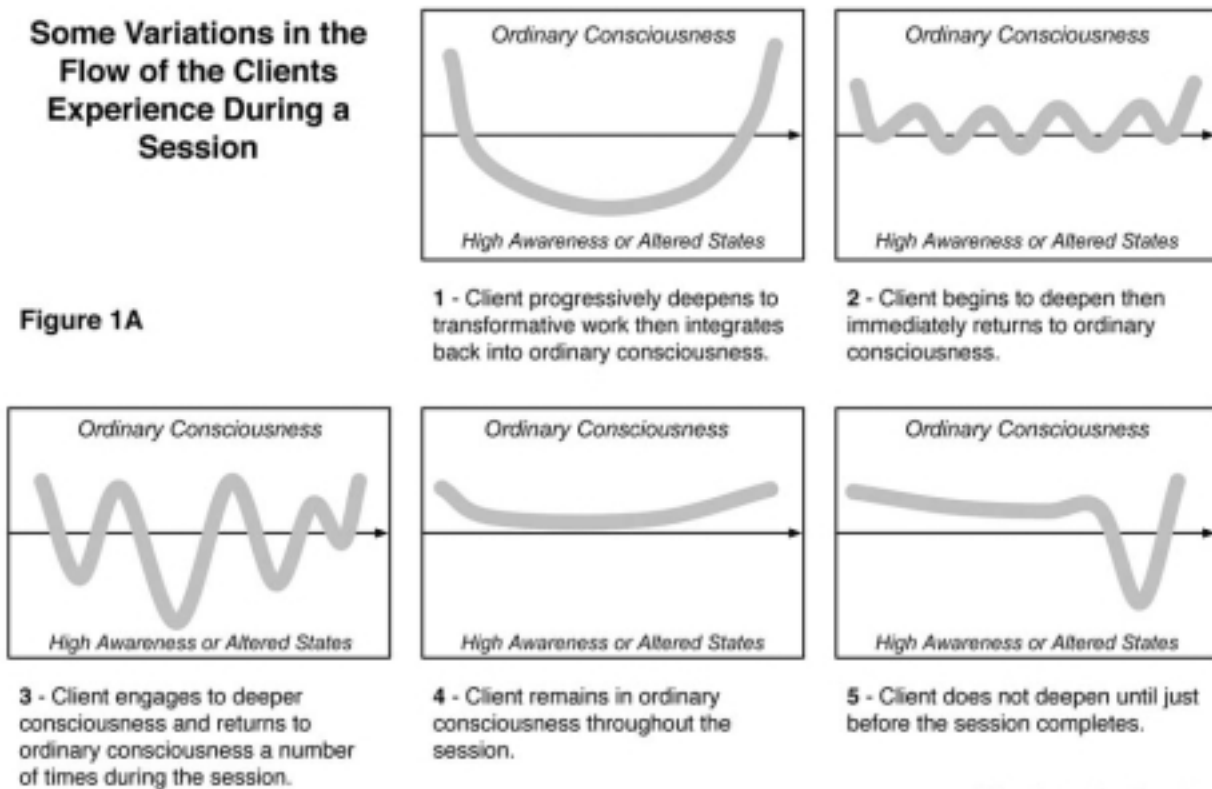 Some Variations in the
Flow of the Clients
Experience During a
Session
Figure 1A
Ordinary Consciousness
High Awareness or Altered States
1 - Client progressively deepens to
transformative work then integrates
back into ordinary consciousness.
Ordinary Consciousness
High Awareness or Altered States
2 - Client begins to deepen then
immediately returns to ordinary
consciousness.
Ordinary Consciousness
High Awareness or Altered States
3 - Client engages to deeper
consciousness and returns to
ordinary consciousness a number
of times during the session.
Ordinary Consciousness
High Awareness or Altered States
4 - Client remains in ordinary
consciousness throughout the
session.
Ordinary Consciousness
High Awareness or Altered States
5 - Client does not deepen until just
before the session completes.